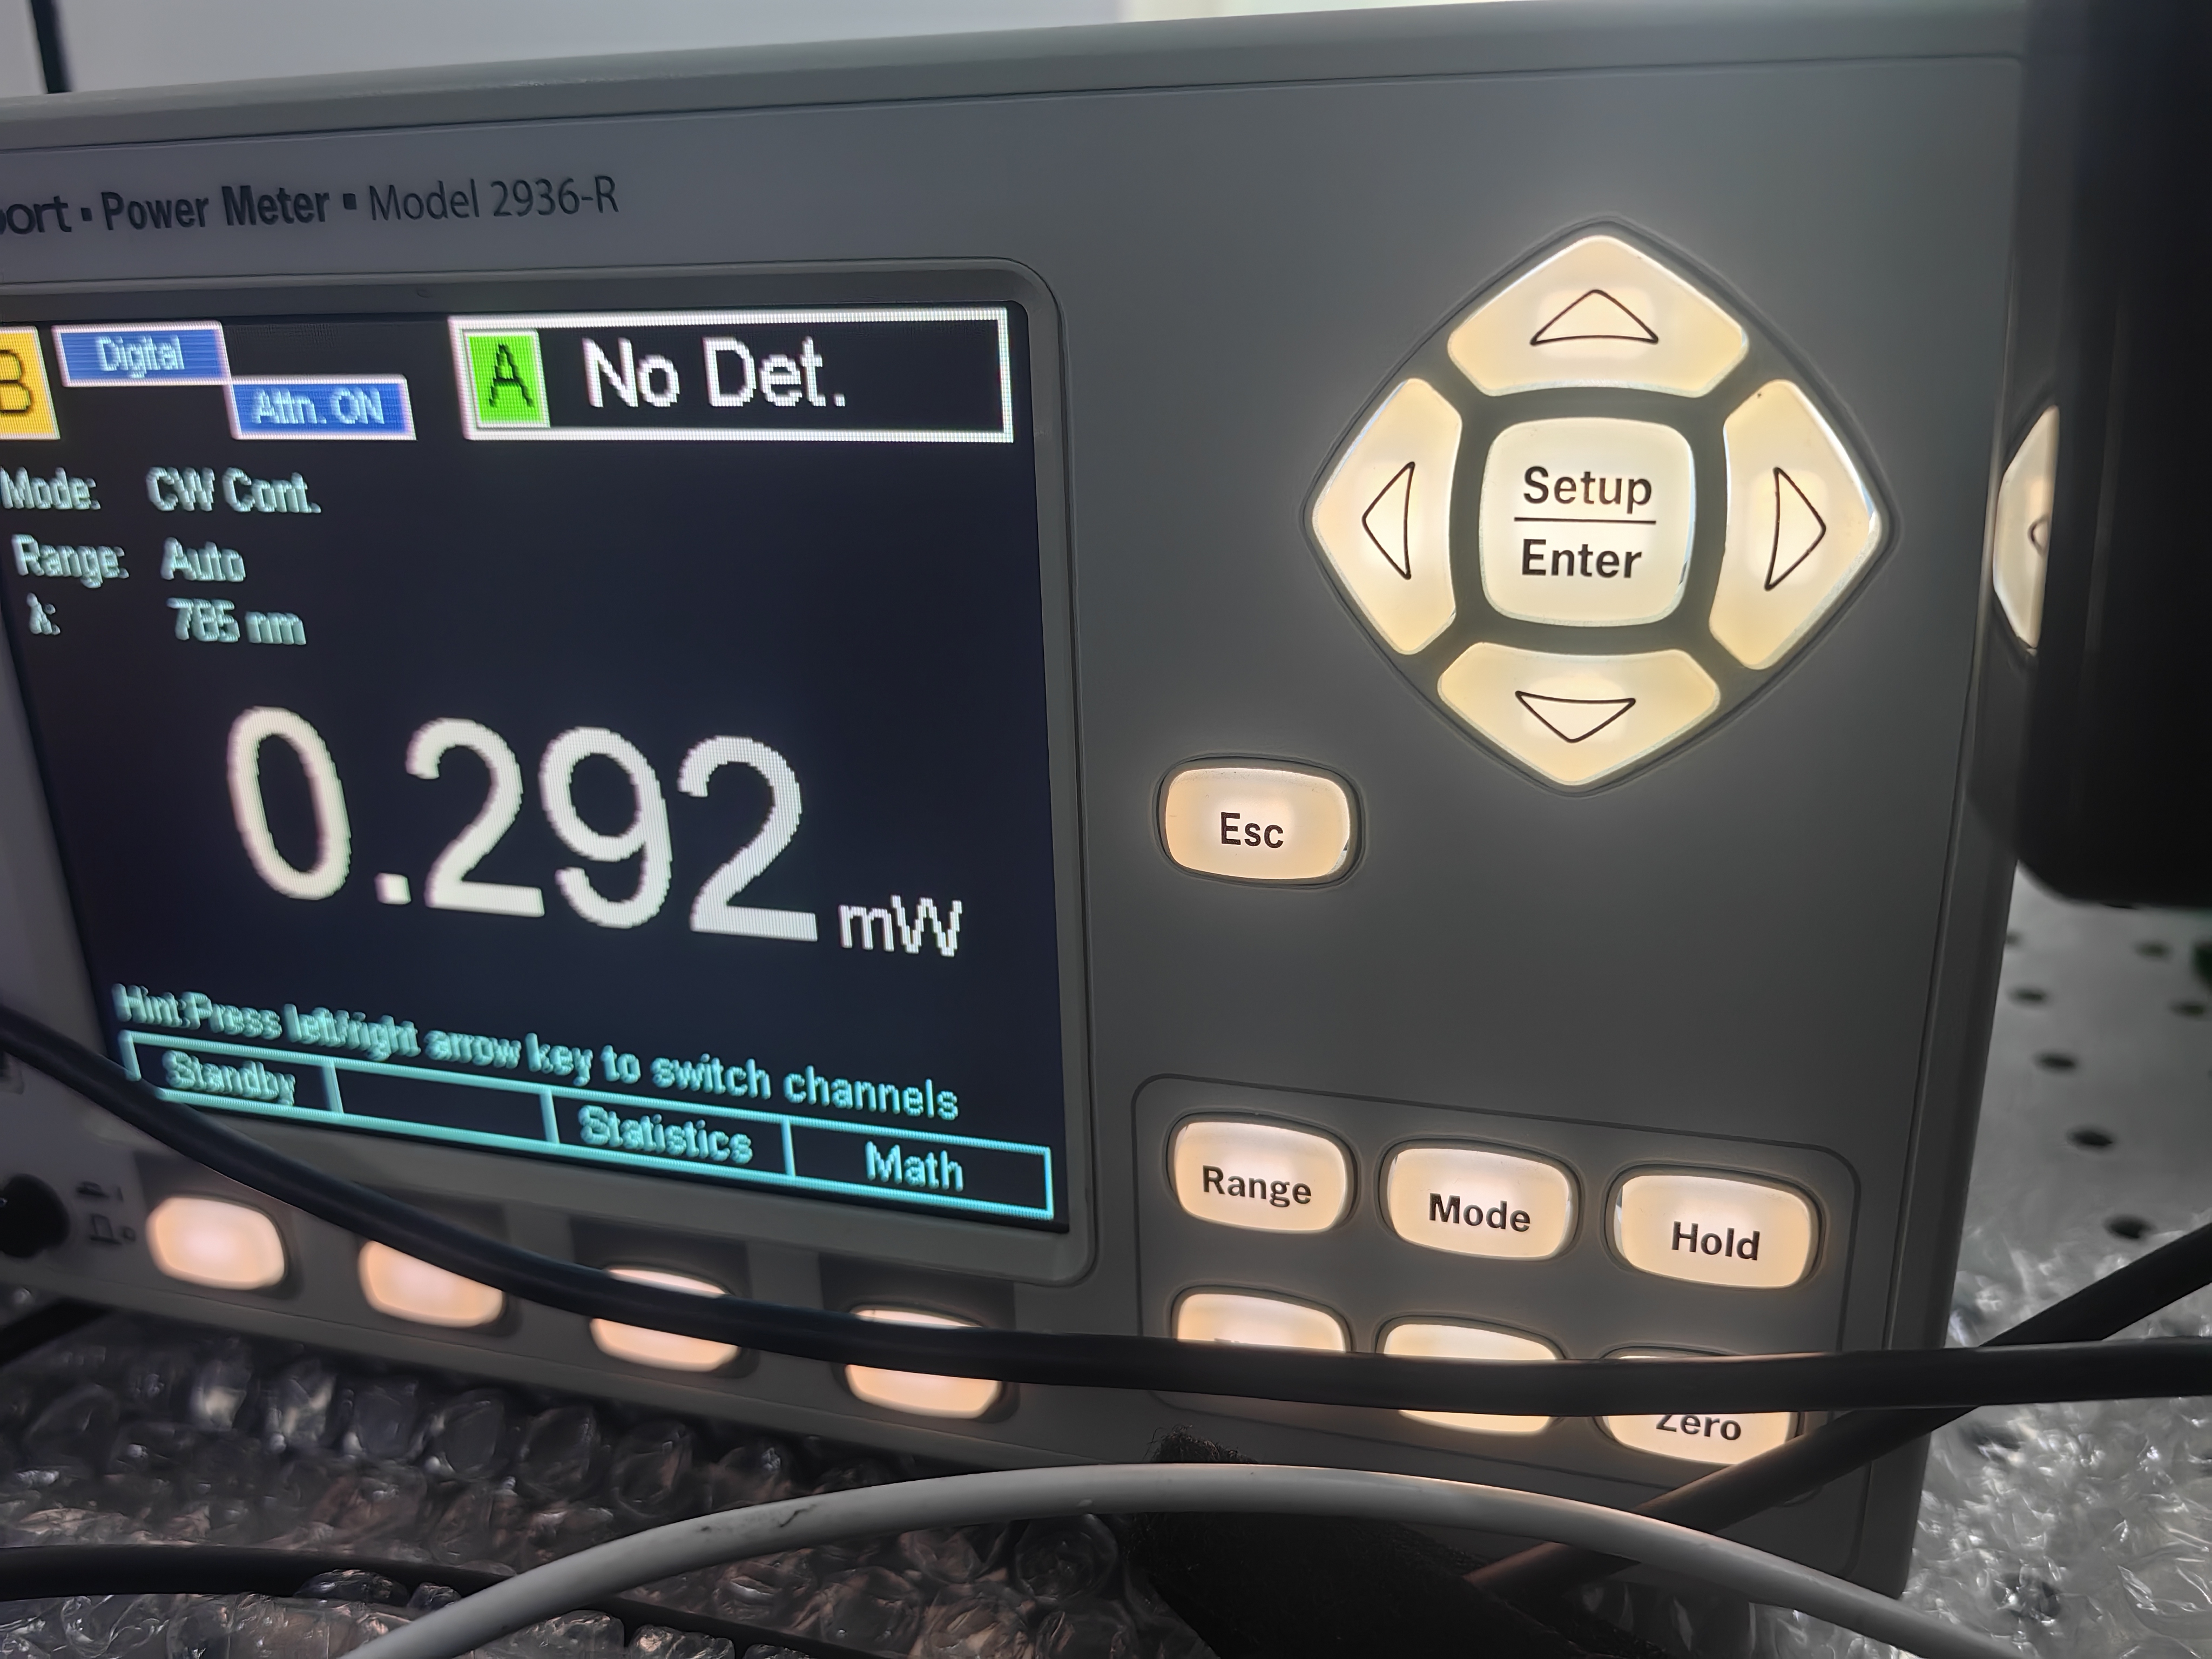 port ▪ Power Meter ▪ Model 2936-R
B
Digital
Attn. ON
A No Det.
Mode: CW Cont.
Range: Auto
λ: 785 nm
0.292 mW
Hint:Press left/right arrow key to switch channels
Standby
Statistics
Math
Setup
Enter
Esc
Range
Mode
Hold
Zero